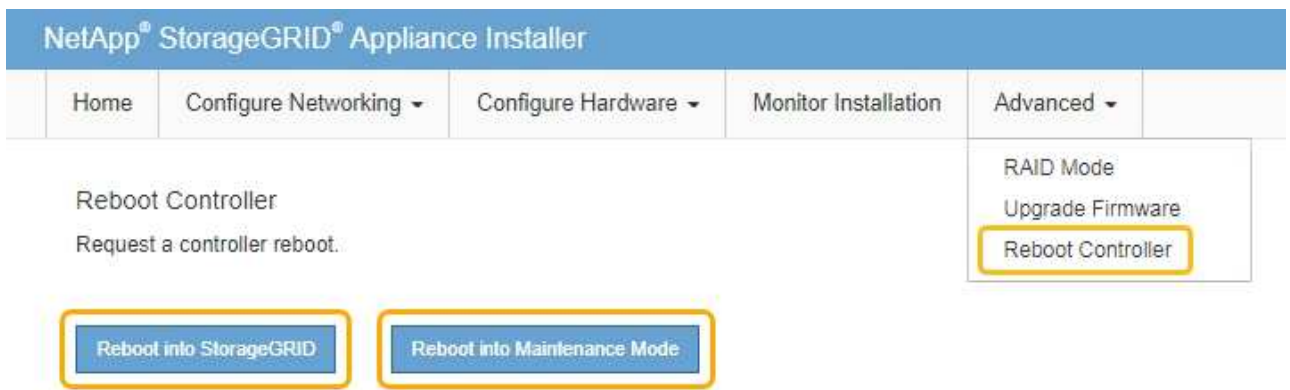 NetApp® StorageGRID® Appliance Installer
Home Configure Networking Configure Hardware Monitor Installation Advanced
RAID Mode
Upgrade Firmware
Reboot Controller
Reboot Controller
Request a controller reboot.
Reboot into StorageGRID Reboot into Maintenance Mode